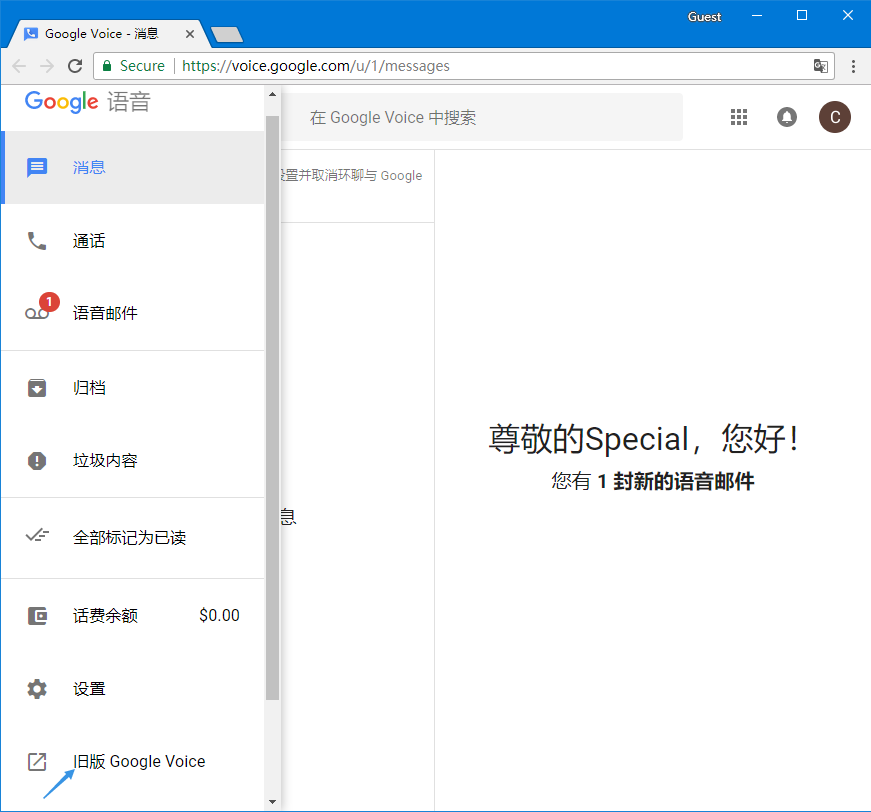 Guest
Google Voice - 消息
Secure | https://voice.google.com/u/1/messages
Google 语音
在 Google Voice 中搜索
C
消息
设置并取消环聊与 Google
通话
1
语音邮件
归档
尊敬的Special，您好！
垃圾内容
您有 1 封新的语音邮件
息
全部标记为已读
话费余额 $0.00
设置
旧版 Google Voice